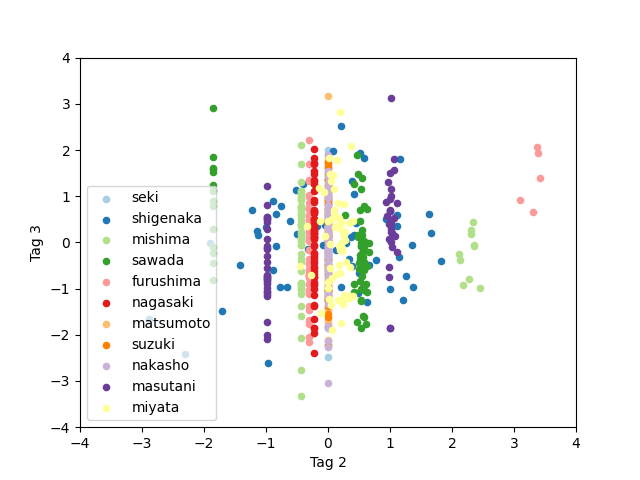 4
3
2
1
0
−1
−2
−3
−4
Tag 3
seki
shigenaka
mishima
sawada
furushima
nagasaki
matsumoto
suzuki
nakasho
masutani
miyata
−4 −3 −2 −1 0 1 2 3 4
Tag 2